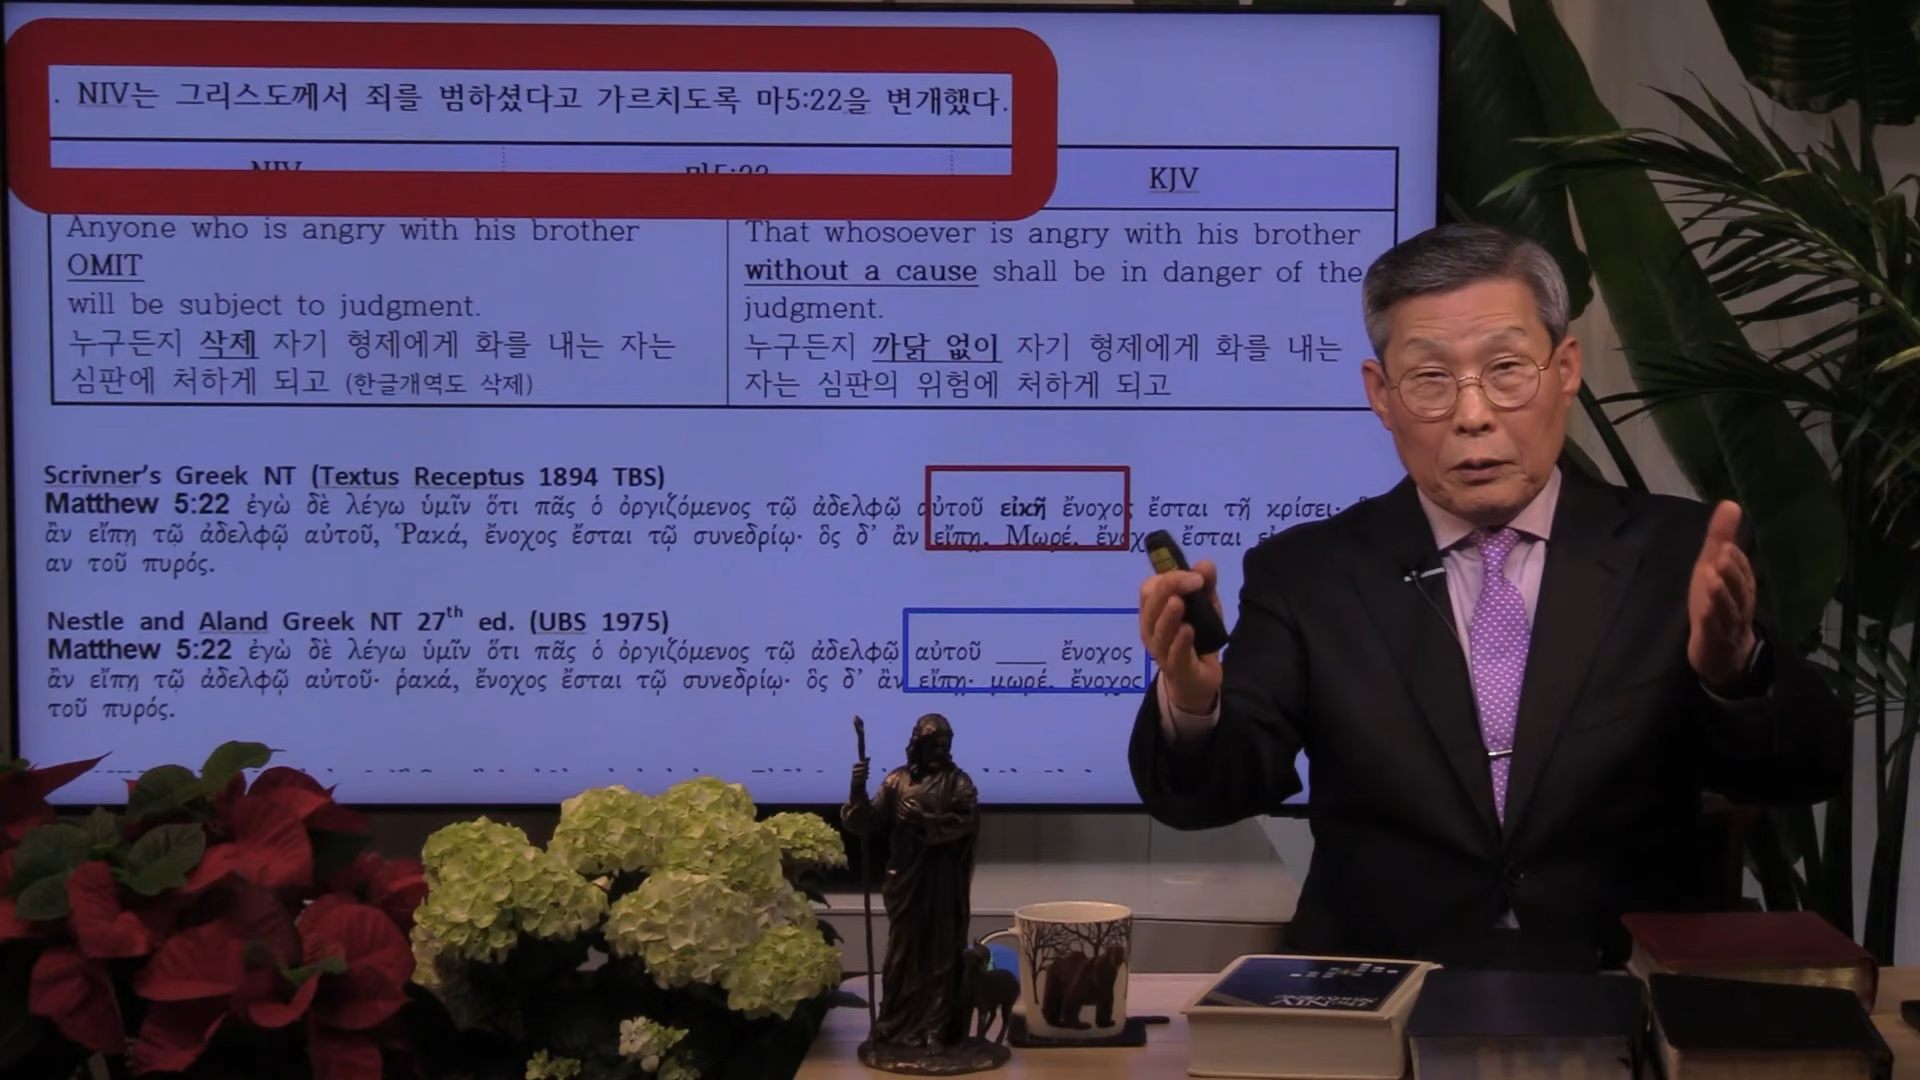 . NIV는 그리스도께서 죄를 범하셨다고 가르치도록 마5:22을 변개했다.
NIV 마5:22 KJV
Anyone who is angry with his brother
OMIT
will be subject to judgment.
누구든지 삭제 자기 형제에게 화를 내는 자는
심판에 처하게 되고 (한글개역도 삭제)
That whosoever is angry with his brother
without a cause shall be in danger of the
judgment.
누구든지 까닭 없이 자기 형제에게 화를 내는
자는 심판의 위험에 처하게 되고
Scrivner's Greek NT (Textus Receptus 1894 TBS)
Matthew 5:22 ἐγὼ δὲ λέγω ὑμῖν ὅτι πᾶς ὁ ὀργιζόμενος τῷ ἀδελφῷ αὐτοῦ εἰκῆ ἔνοχος ἔσται τῇ κρίσει·
ἂν εἴπῃ τῷ ἀδελφῷ αὐτοῦ, Ῥακά, ἔνοχος ἔσται τῷ συνεδρίῳ· ὃς δ' ἂν εἴπῃ, Μωρέ, ἔνοχος ἔσται
αν τοῦ πυρός.
Nestle and Aland Greek NT 27th ed. (UBS 1975)
Matthew 5:22 ἐγὼ δὲ λέγω ὑμῖν ὅτι πᾶς ὁ ὀργιζόμενος τῷ ἀδελφῷ αὐτοῦ ____ ἔνοχος
ἂν εἴπῃ τῷ ἀδελφῷ αὐτοῦ· ῥακά, ἔνοχος ἔσται τῷ συνεδρίῳ· ὃς δ' ἂν εἴπῃ· μωρέ, ἔνοχος
τοῦ πυρός.
NIV